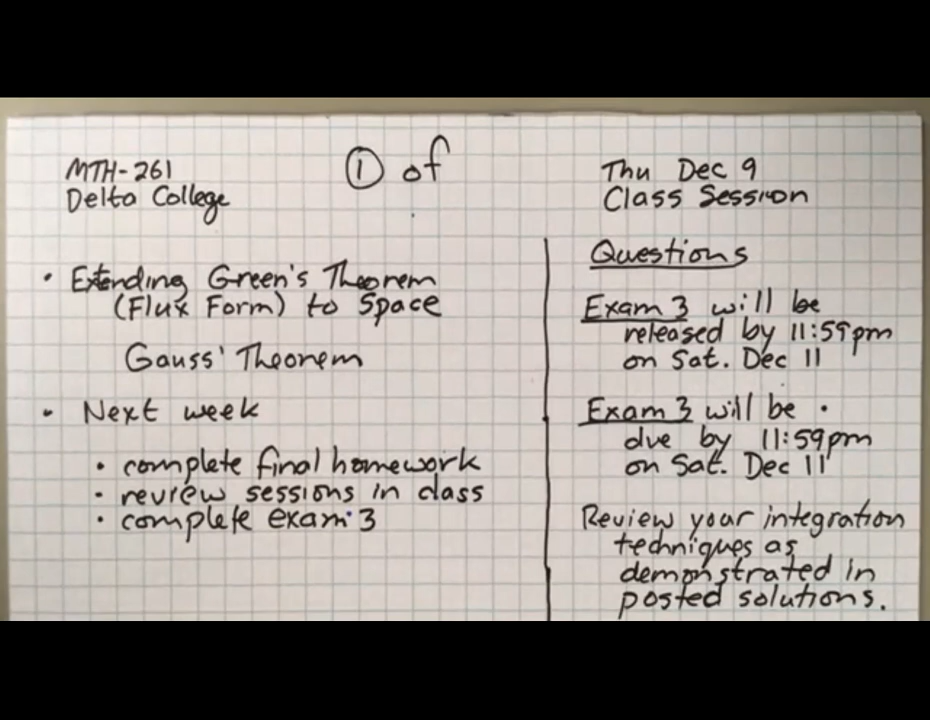 MTH-261
Delta College
① of
Thu Dec 9
Class Session
• Extending Green's Theorem
(Flux Form) to Space
Gauss' Theorem
• Next week
• complete final homework
• review sessions in class
• complete exam 3
Questions
Exam 3 will be
released by 11:59pm
on Sat. Dec 11
Exam 3 will be
due by 11:59pm
on Sat. Dec 11
Review your integration
techniques as
demonstrated in
posted solutions.